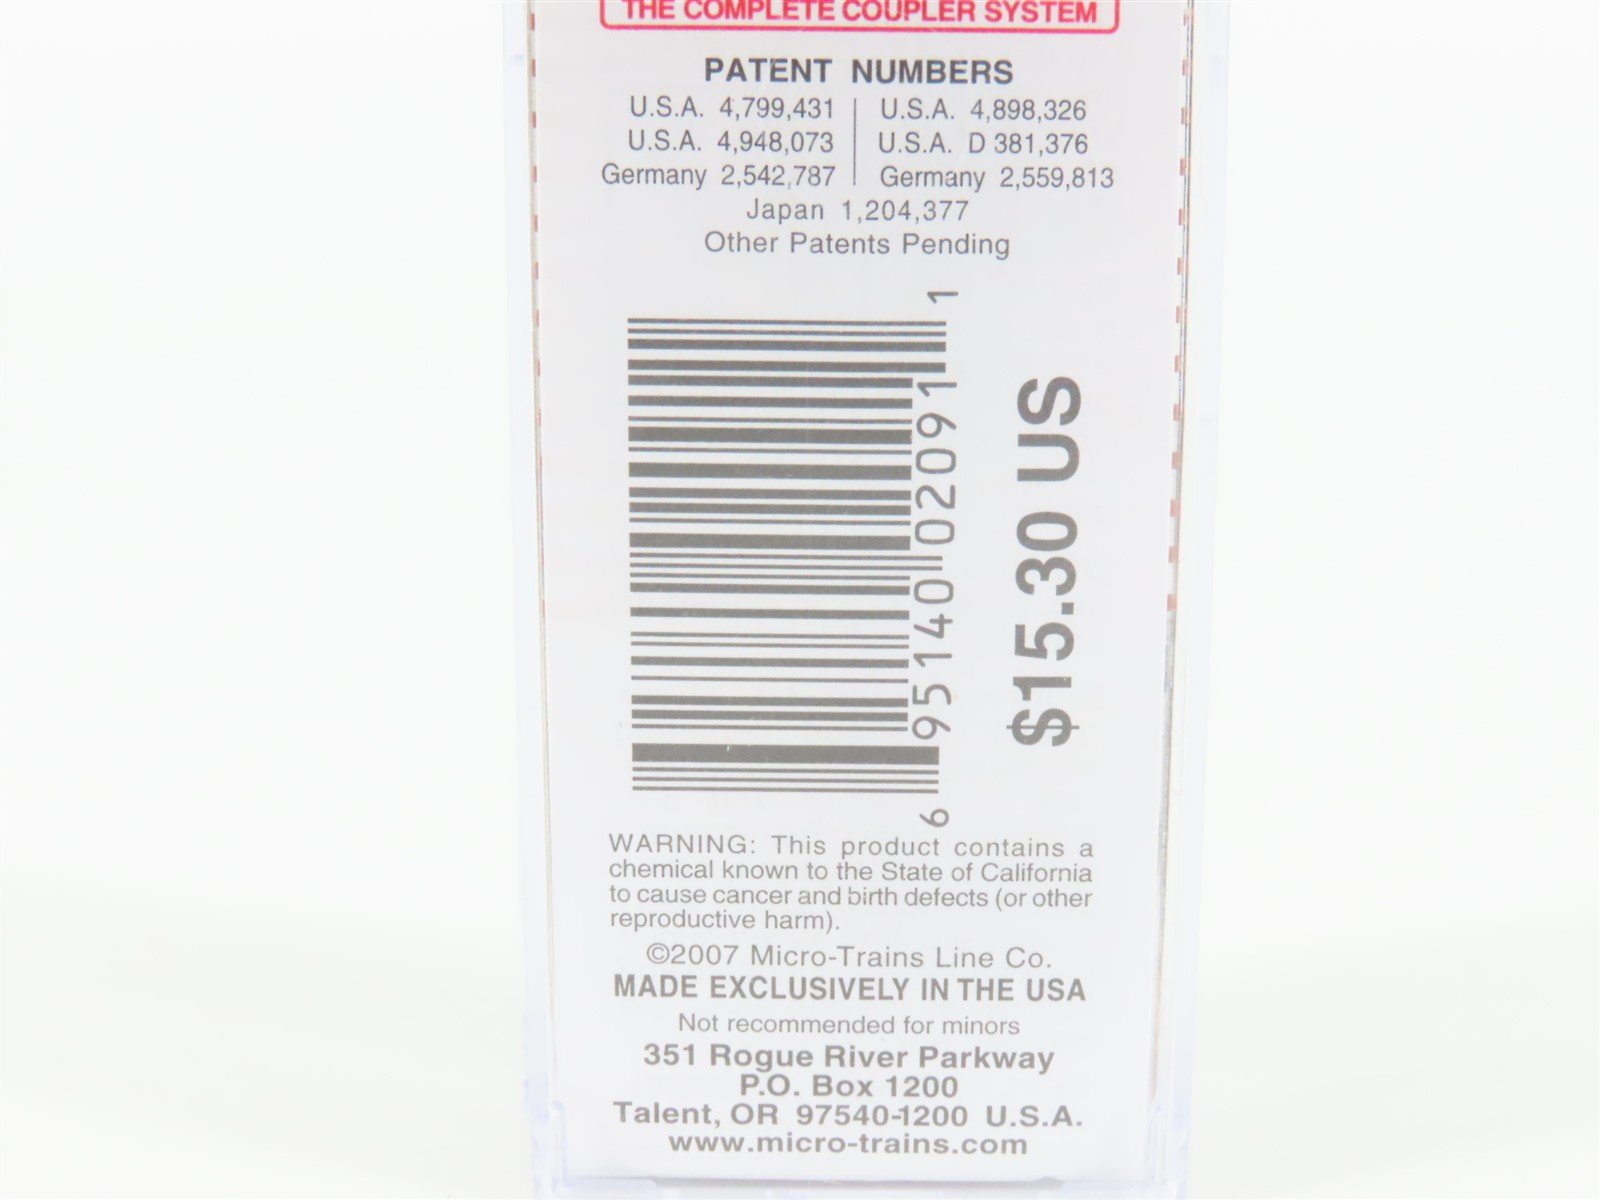 THE COMPLETE COUPLER SYSTEM
PATENT NUMBERS
U.S.A. 4,799,431 | U.S.A. 4,898,326
U.S.A. 4,948,073 | U.S.A. D 381,376
Germany 2,542,787 | Germany 2,559,813
Japan 1,204,377
Other Patents Pending
6 95140 02091 1
$15.30 US
WARNING: This product contains a
chemical known to the State of California
to cause cancer and birth defects (or other
reproductive harm).
©2007 Micro-Trains Line Co.
MADE EXCLUSIVELY IN THE USA
Not recommended for minors
351 Rogue River Parkway
P.O. Box 1200
Talent, OR 97540-1200 U.S.A.
www.micro-trains.com